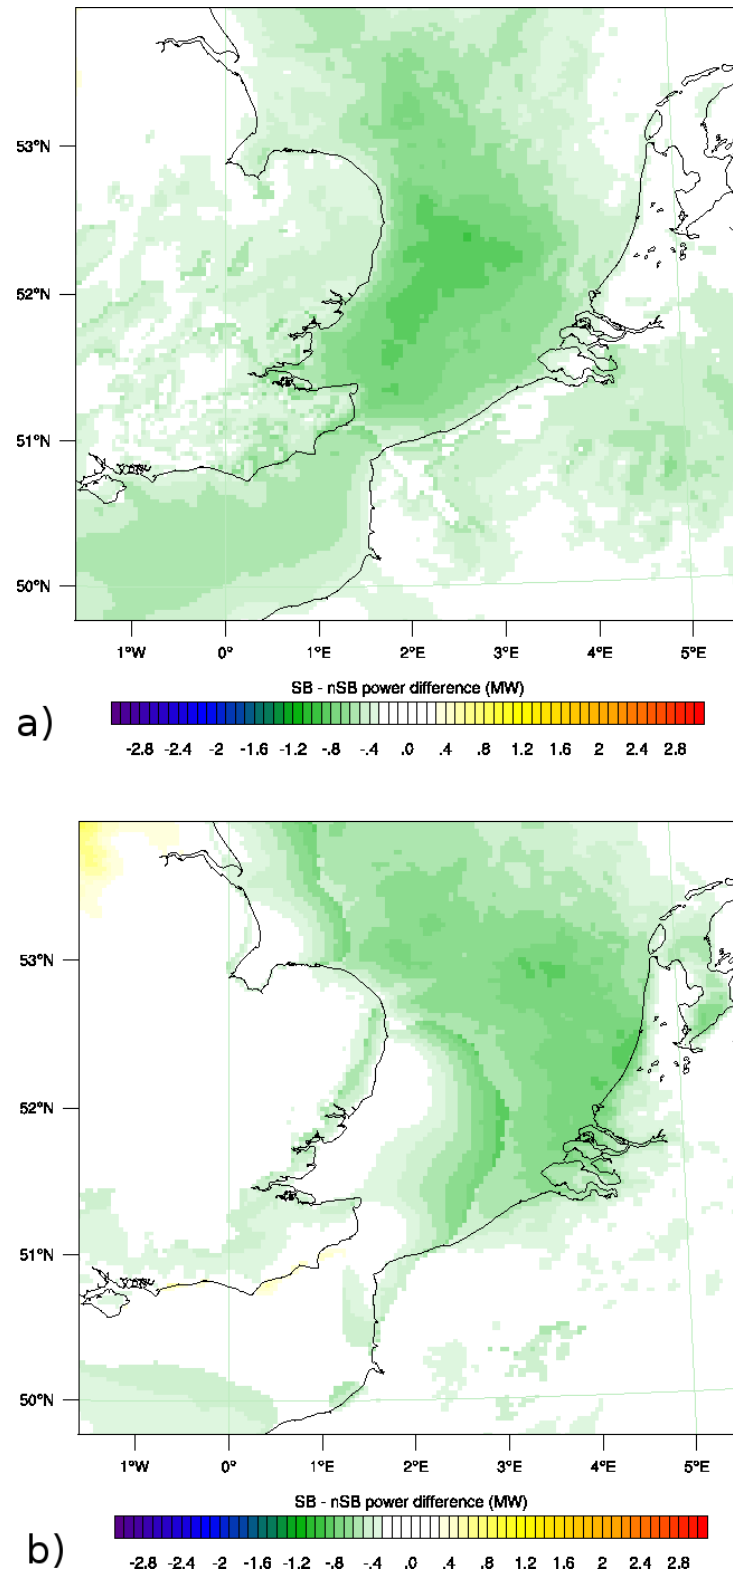 53°N
52°N
51°N
50°N
1°W 0° 1°E 2°E 3°E 4°E 5°E
SB - nSB power difference (MW)
-2.8 -2.4 -2 -1.6 -1.2 -.8 -.4 .0 .4 .8 1.2 1.6 2 2.4 2.8
a)
53°N
52°N
51°N
50°N
1°W 0° 1°E 2°E 3°E 4°E 5°E
SB - nSB power difference (MW)
-2.8 -2.4 -2 -1.6 -1.2 -.8 -.4 .0 .4 .8 1.2 1.6 2 2.4 2.8
b)